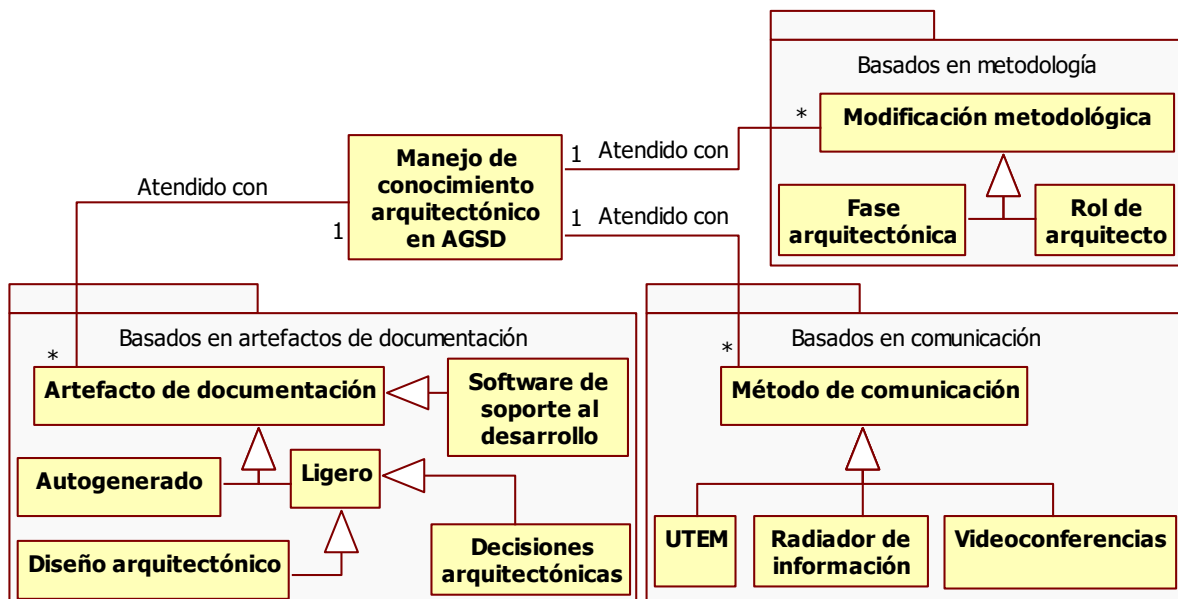 Basados en metodología
*
Modificación metodológica
Fase
arquitectónica
Rol de
arquitecto
Manejo de
conocimiento
arquitectónico
en AGSD
1
Atendido con
1
Atendido con
Atendido con
1
Basados en artefactos de documentación
*
Artefacto de documentación
Software de
soporte al
desarrollo
Autogenerado
Ligero
Diseño arquitectónico
Decisiones
arquitectónicas
Basados en comunicación
*
Método de comunicación
UTEM
Radiador de
información
Videoconferencias